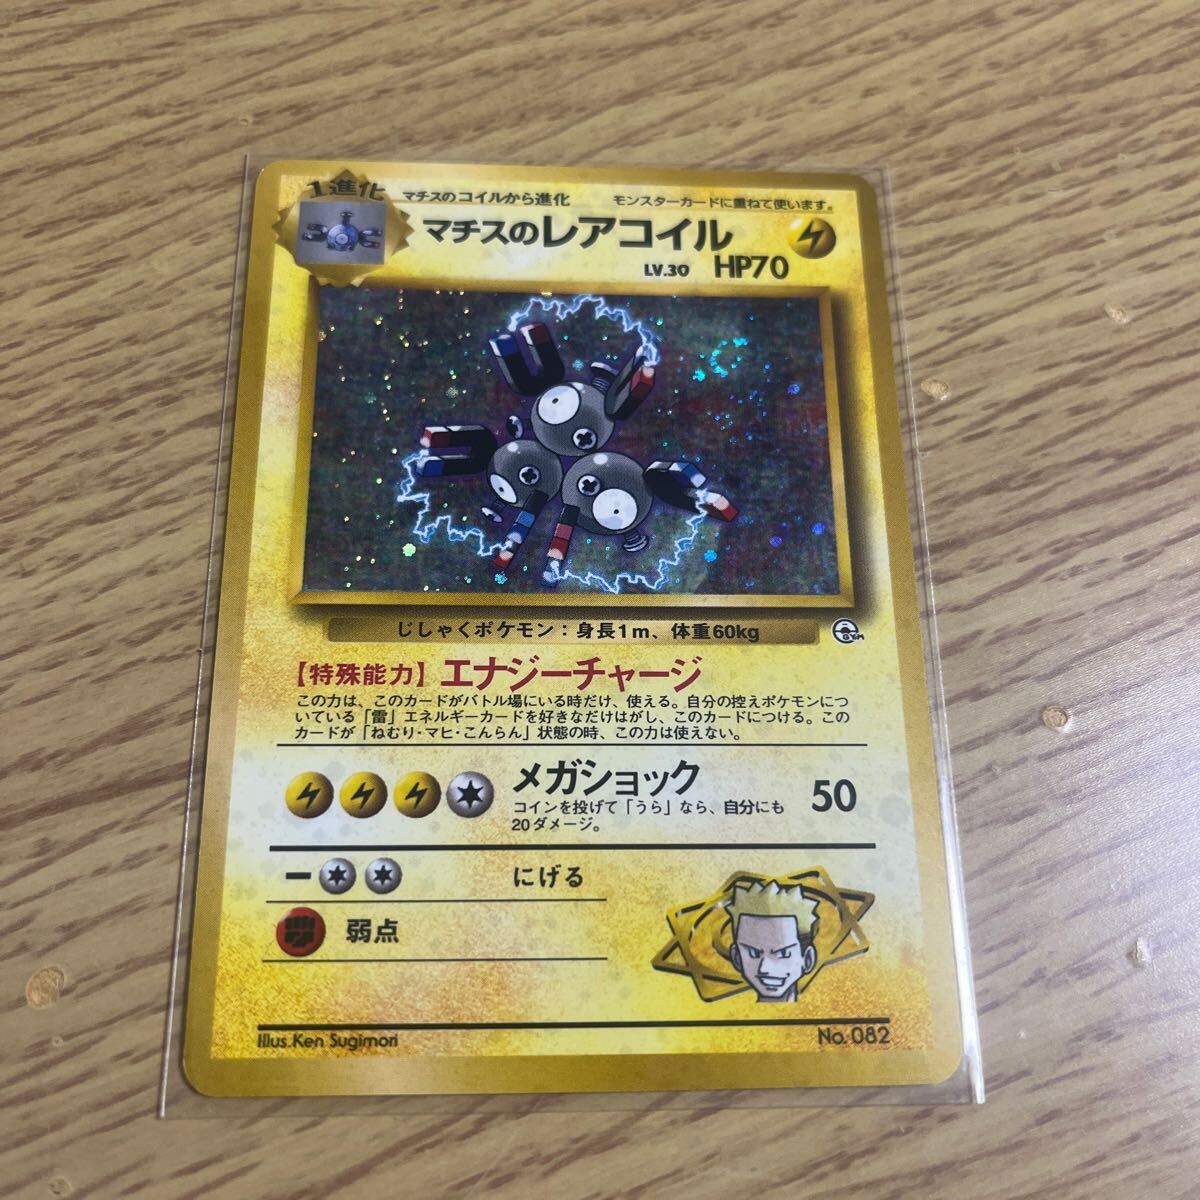 1進化
マチスのコイルから進化 モンスターカードに重ねて使います。
マチスのレアコイル
LV.30 HP70
じしゃくポケモン：身長1m、体重60kg
GYM
【特殊能力】エナジーチャージ
この力は、このカードがバトル場にいる時だけ、使える。自分の控えポケモンにつ
いている「雷」エネルギーカードを好きなだけはがし、このカードにつける。この
カードが「ねむり・マヒ・こんらん」状態の時、この力は使えない。
メガショック 50
コインを投げて「うら」なら、自分にも
20ダメージ。
ー にげる
弱点
Illus.Ken Sugimori No.082